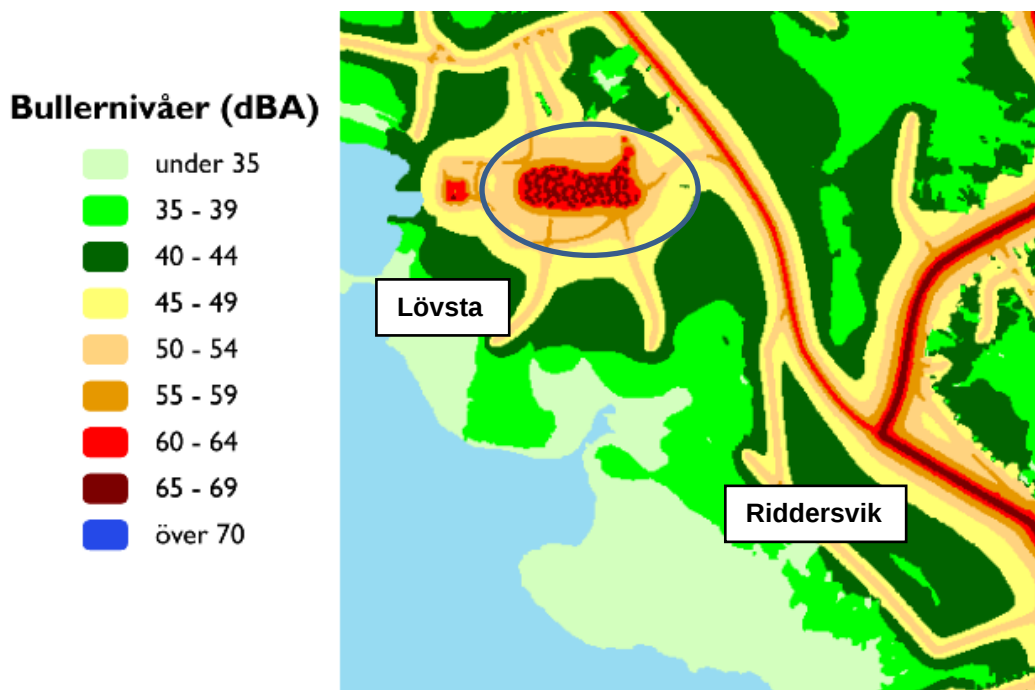 Bullernivåer (dBA)
under 35
35 - 39
40 - 44
45 - 49
50 - 54
55 - 59
60 - 64
65 - 69
över 70
Lövsta
Riddersvik